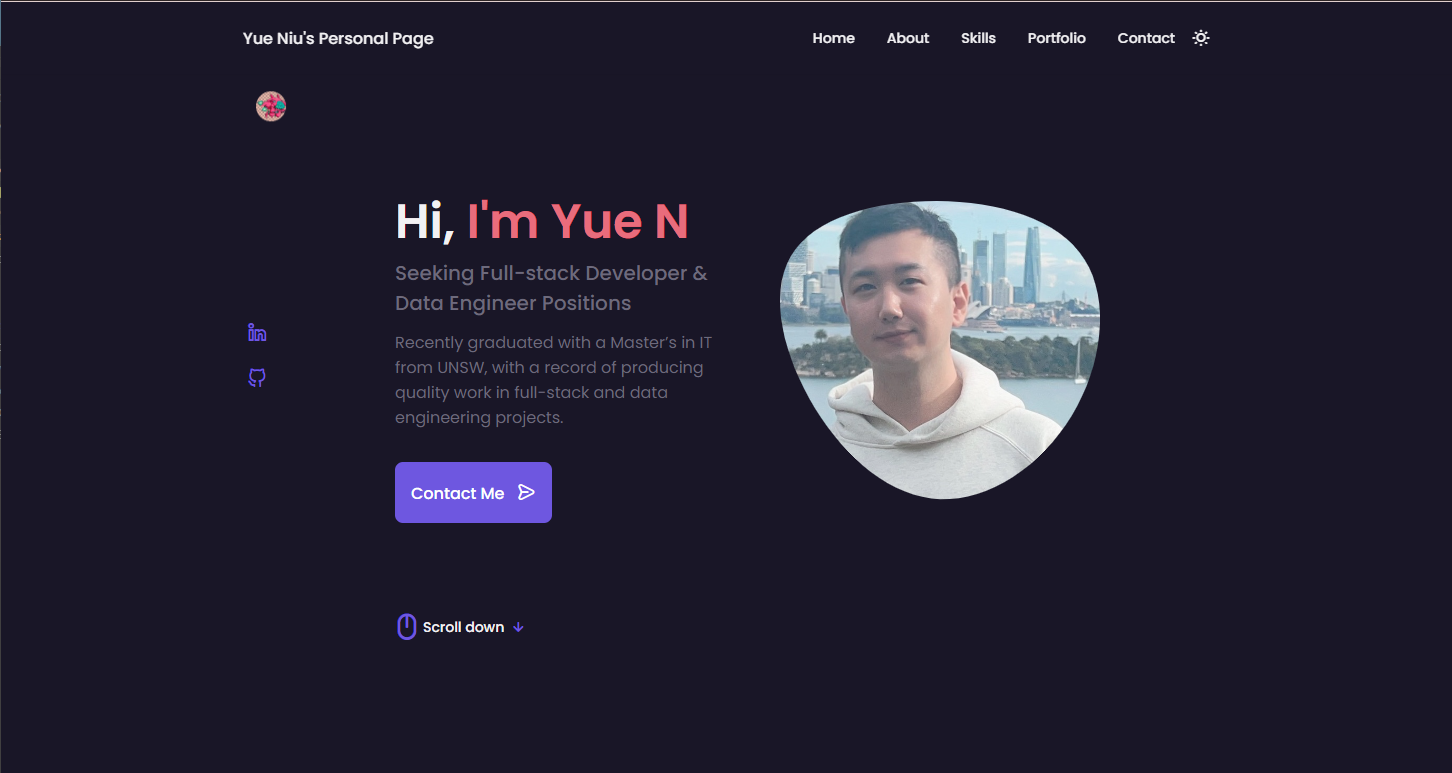 Yue Niu's Personal Page
Home About Skills Portfolio Contact
Hi, I'm Yue N
Seeking Full-stack Developer &
Data Engineer Positions
Recently graduated with a Master’s in IT
from UNSW, with a record of producing
quality work in full-stack and data
engineering projects.
Contact Me
Scroll down